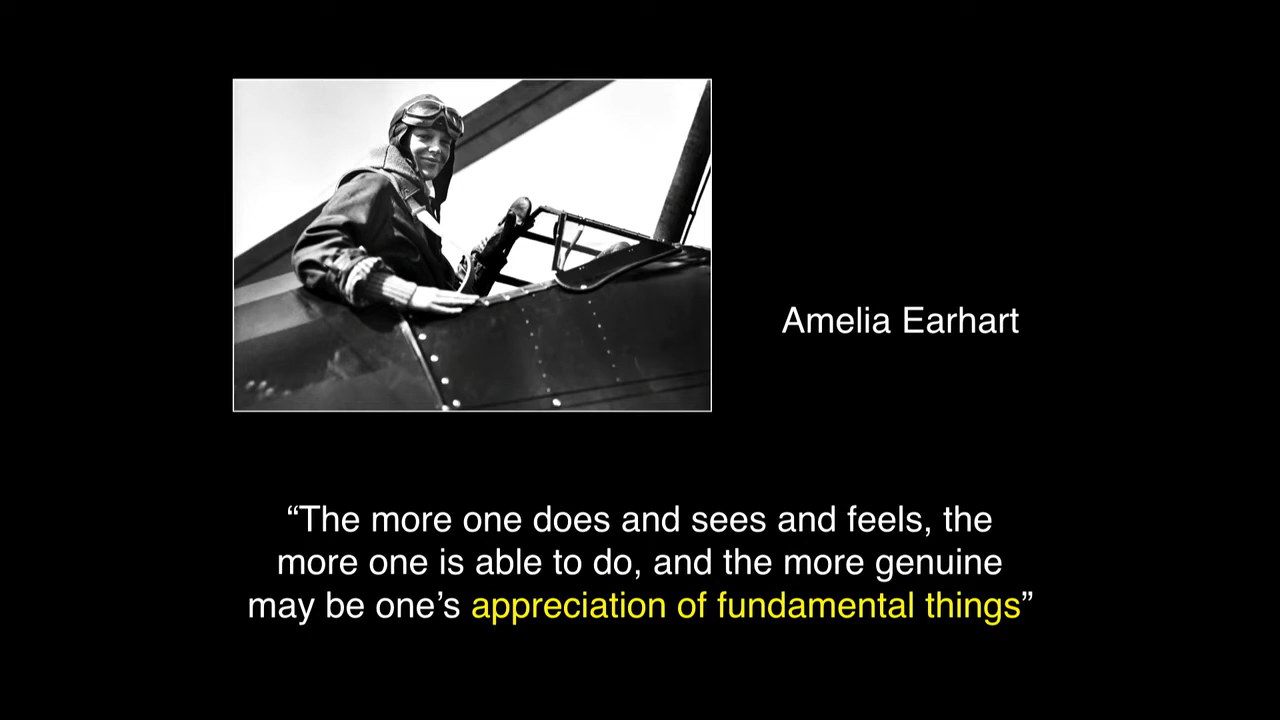 Amelia Earhart
“The more one does and sees and feels, the
more one is able to do, and the more genuine
may be one’s appreciation of fundamental things”